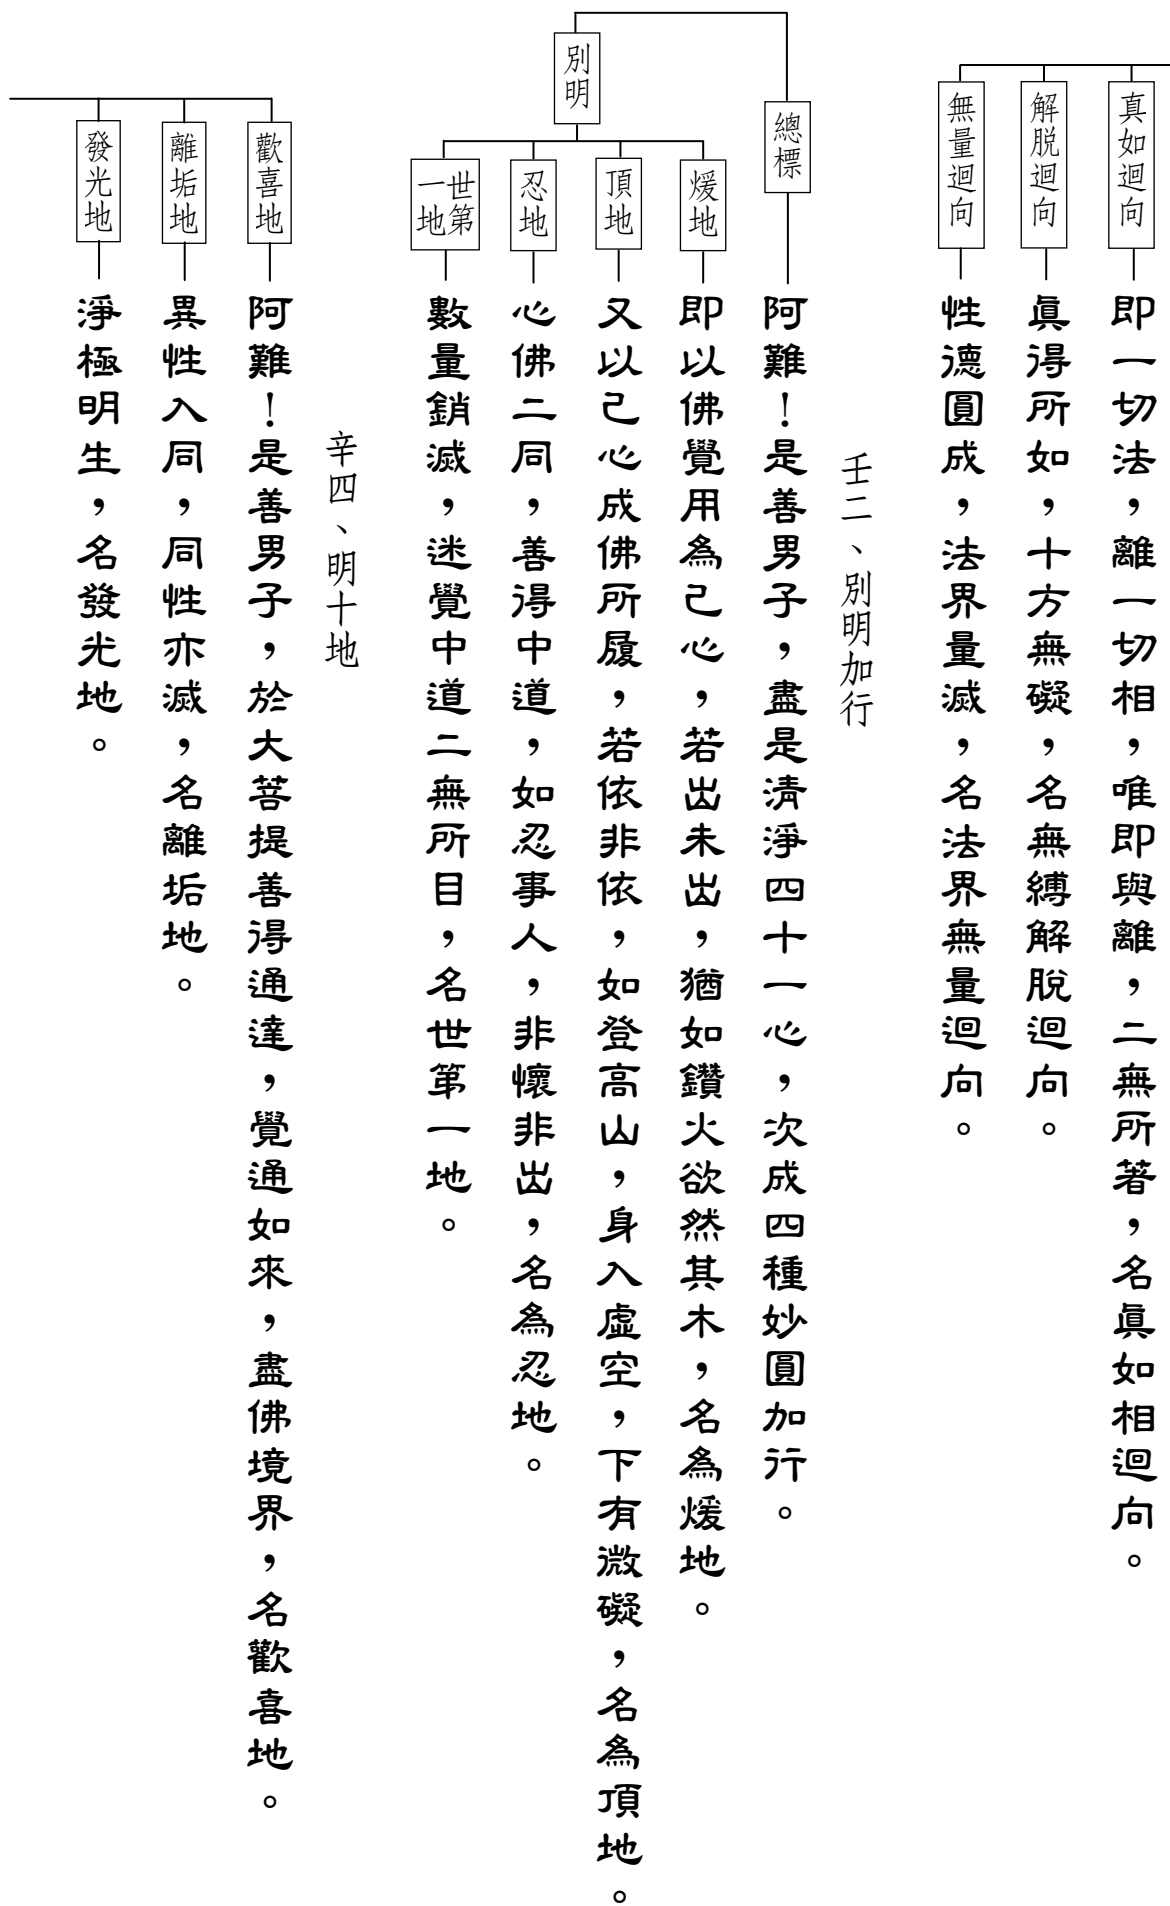 真如迴向
即一切法，離一切相，唯即與離，二無所著，名眞如相迴向。
解脱迴向
眞得所如，十方無礙，名無縛解脫迴向。
無量迴向
性德圓成，法界量滅，名法界無量迴向。
壬二、別明加行
總標
阿難！是善男子，盡是清淨四十一心，次成四種妙圓加行。
別明
煖地
即以佛覺用為己心，若出未出，猶如鑽火欲然其木，名為煖地。
頂地
又以己心成佛所履，若依非依，如登高山，身入虛空，下有微礙，名為頂地。
忍地
心佛二同，善得中道，如忍事人，非懷非出，名為忍地。
世第一地
數量銷滅，迷覺中道二無所目，名世第一地。
辛四、明十地
歡喜地
阿難！是善男子，於大菩提善得通達，覺通如來，盡佛境界，名歡喜地。
離垢地
異性入同，同性亦滅，名離垢地。
發光地
淨極明生，名發光地。